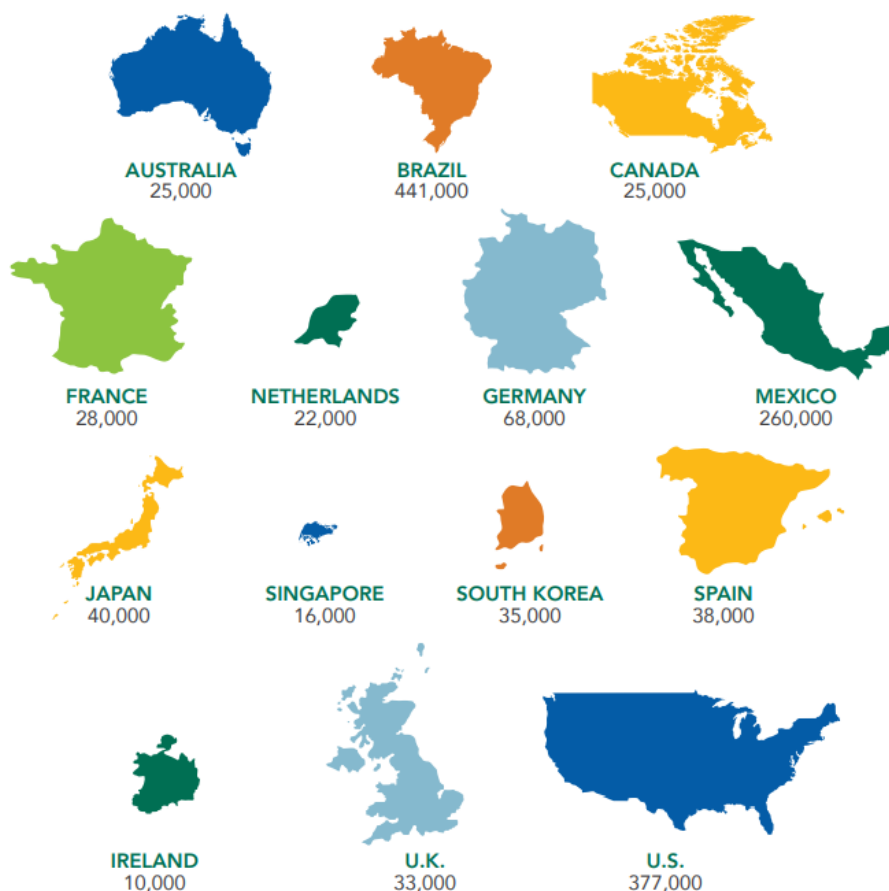 AUSTRALIA
25,000
BRAZIL
441,000
CANADA
25,000
FRANCE
28,000
NETHERLANDS
22,000
GERMANY
68,000
MEXICO
260,000
JAPAN
40,000
SINGAPORE
16,000
SOUTH KOREA
35,000
SPAIN
38,000
IRELAND
10,000
U.K.
33,000
U.S.
377,000